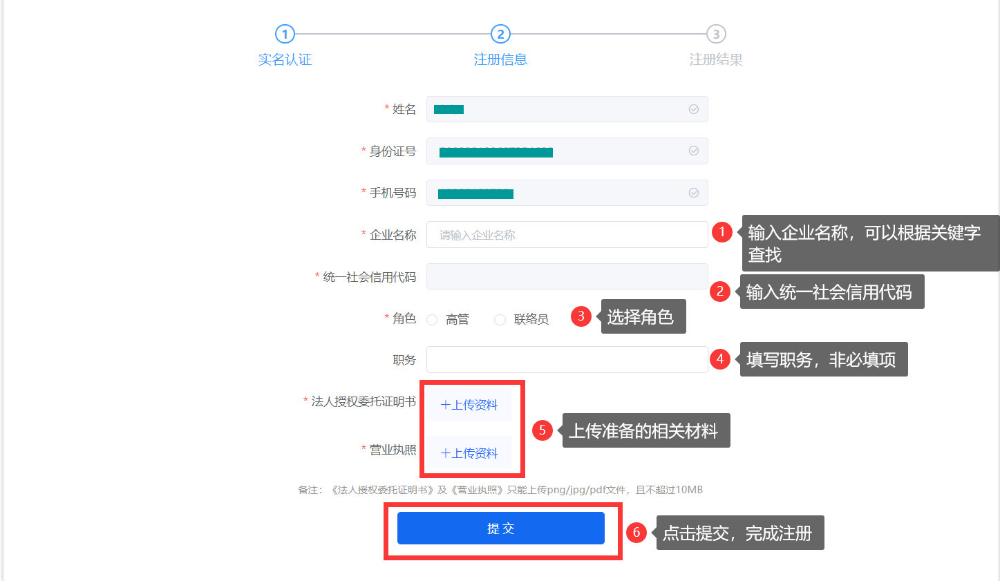 1
2
3
实名认证
注册信息
注册结果
* 姓名
* 身份证号
* 手机号码
* 企业名称 请输入企业名称
1 输入企业名称，可以根据关键字
查找
* 统一社会信用代码
2 输入统一社会信用代码
* 角色 高管 联络员
3 选择角色
职务
4 填写职务，非必填项
* 法人授权委托证明书 +上传资料
5 上传准备的相关材料
* 营业执照 +上传资料
备注：《法人授权委托证明书》及《营业执照》只能上传png/jpg/pdf文件，且不超过10MB
提交
6 点击提交，完成注册